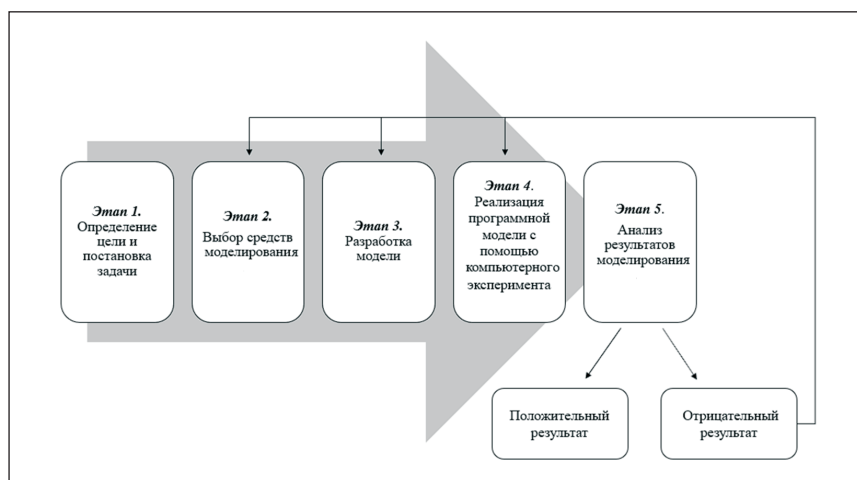 Этап 1.
Определение
цели и
постановка
задачи
Этап 2.
Выбор средств
моделирования
Этап 3.
Разработка
модели
Этап 4.
Реализация
программной
модели с
помощью
компьютерного
эксперимента
Этап 5.
Анализ
результатов
моделирования
Положительный
результат
Отрицательный
результат